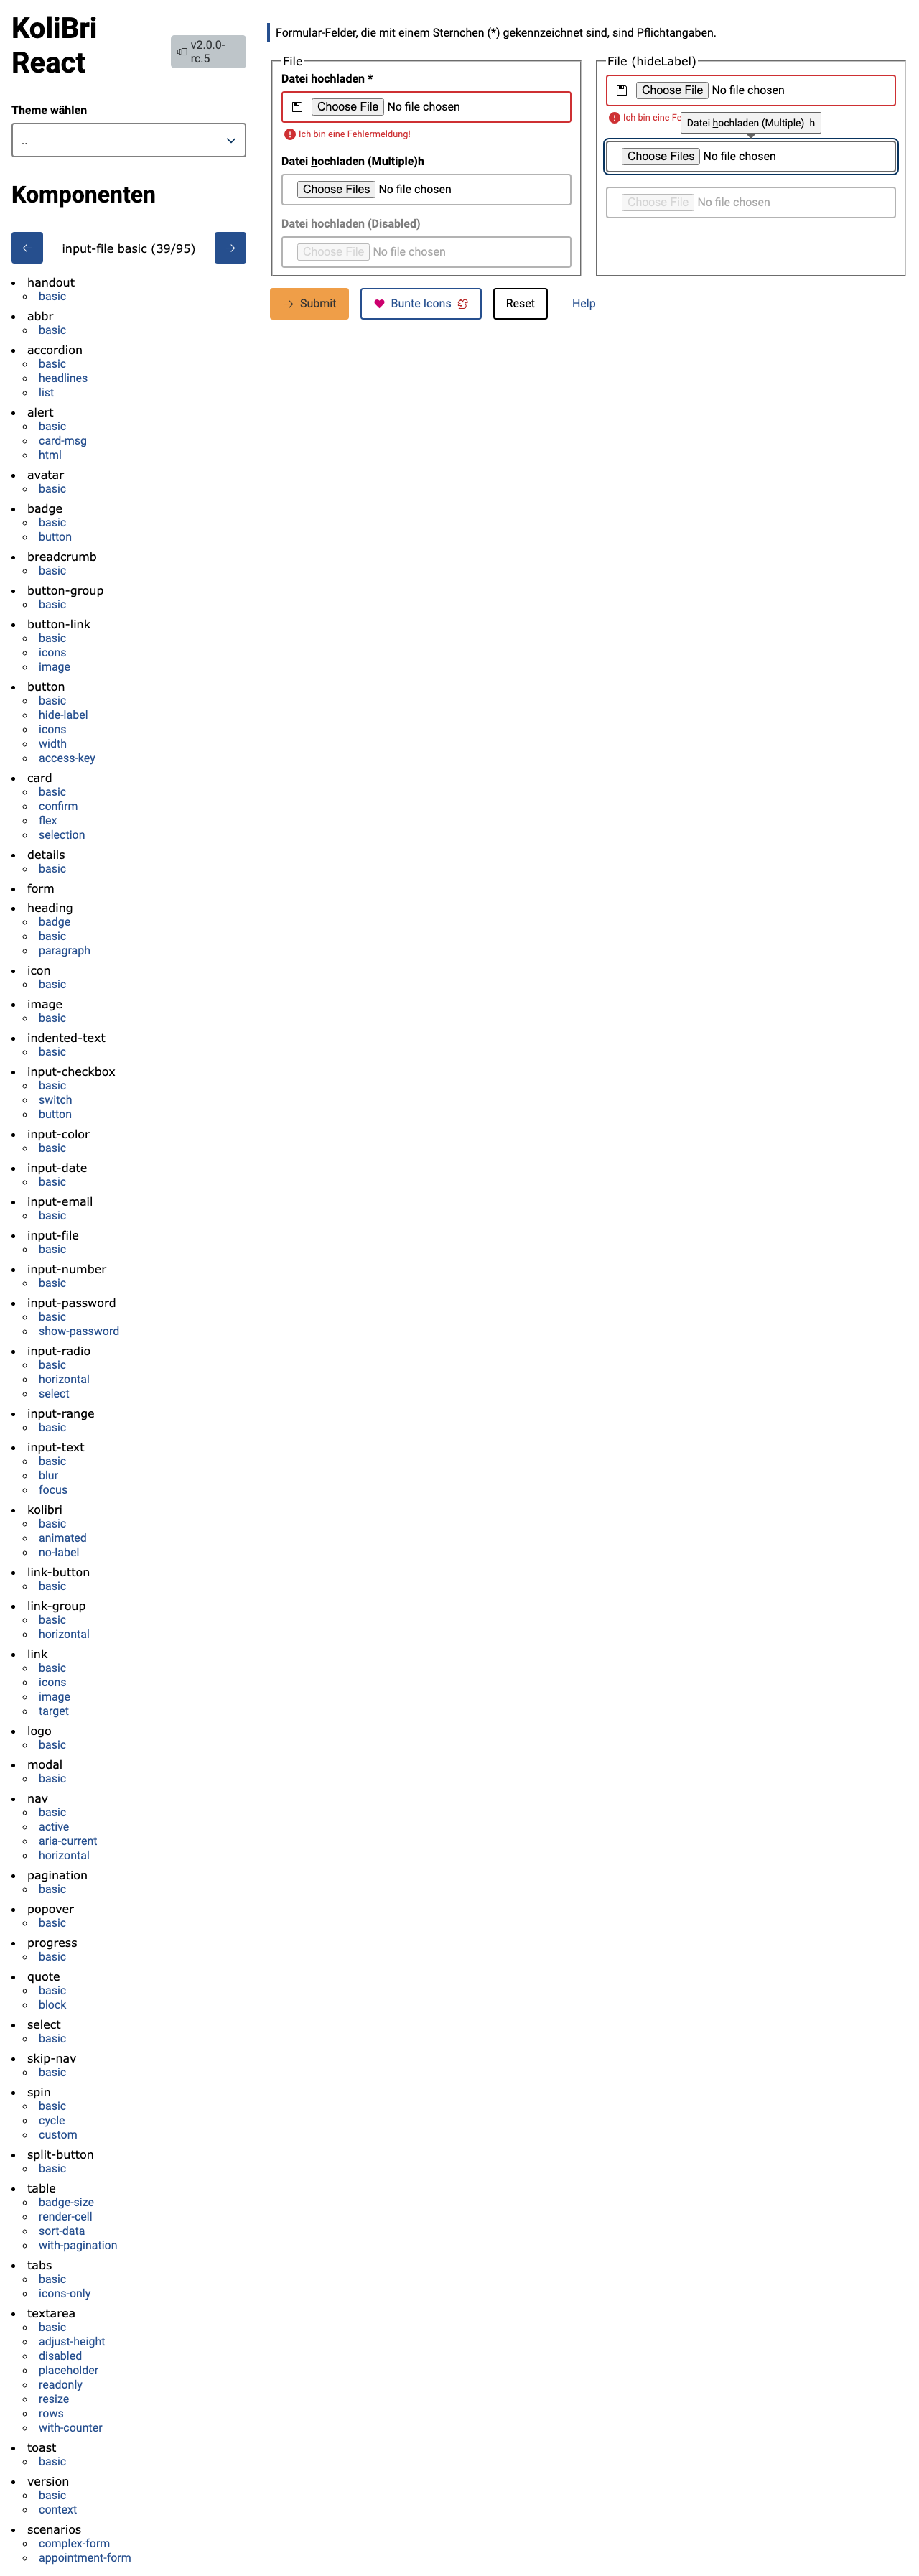 KoliBri
React
v2.0.0-
rc.5
Theme wählen
..
Komponenten
input-file basic (39/95)
handout
basic
abbr
basic
accordion
basic
headlines
list
alert
basic
card-msg
html
avatar
basic
badge
basic
button
breadcrumb
basic
button-group
basic
button-link
basic
icons
image
button
basic
hide-label
icons
width
access-key
card
basic
confirm
flex
selection
details
basic
form
heading
badge
basic
paragraph
icon
basic
image
basic
indented-text
basic
input-checkbox
basic
switch
button
input-color
basic
input-date
basic
input-email
basic
input-file
basic
input-number
basic
input-password
basic
show-password
input-radio
basic
horizontal
select
input-range
basic
input-text
basic
blur
focus
kolibri
basic
animated
no-label
link-button
basic
link-group
basic
horizontal
link
basic
icons
image
target
logo
basic
modal
basic
nav
basic
active
aria-current
horizontal
pagination
basic
popover
basic
progress
basic
quote
basic
block
select
basic
skip-nav
basic
spin
basic
cycle
custom
split-button
basic
table
badge-size
render-cell
sort-data
with-pagination
tabs
basic
icons-only
textarea
basic
adjust-height
disabled
placeholder
readonly
resize
rows
with-counter
toast
basic
version
basic
context
scenarios
complex-form
appointment-form
Formular-Felder, die mit einem Sternchen (*) gekennzeichnet sind, sind Pflichtangaben.
File
Datei hochladen *
Choose File No file chosen
Ich bin eine Fehlermeldung!
Datei hochladen (Multiple)h
Choose Files No file chosen
Datei hochladen (Disabled)
Choose File No file chosen
File (hideLabel)
Choose File No file chosen
Ich bin eine Fe
Datei hochladen (Multiple) h
Choose Files No file chosen
Choose File No file chosen
Submit
Bunte Icons
Reset
Help